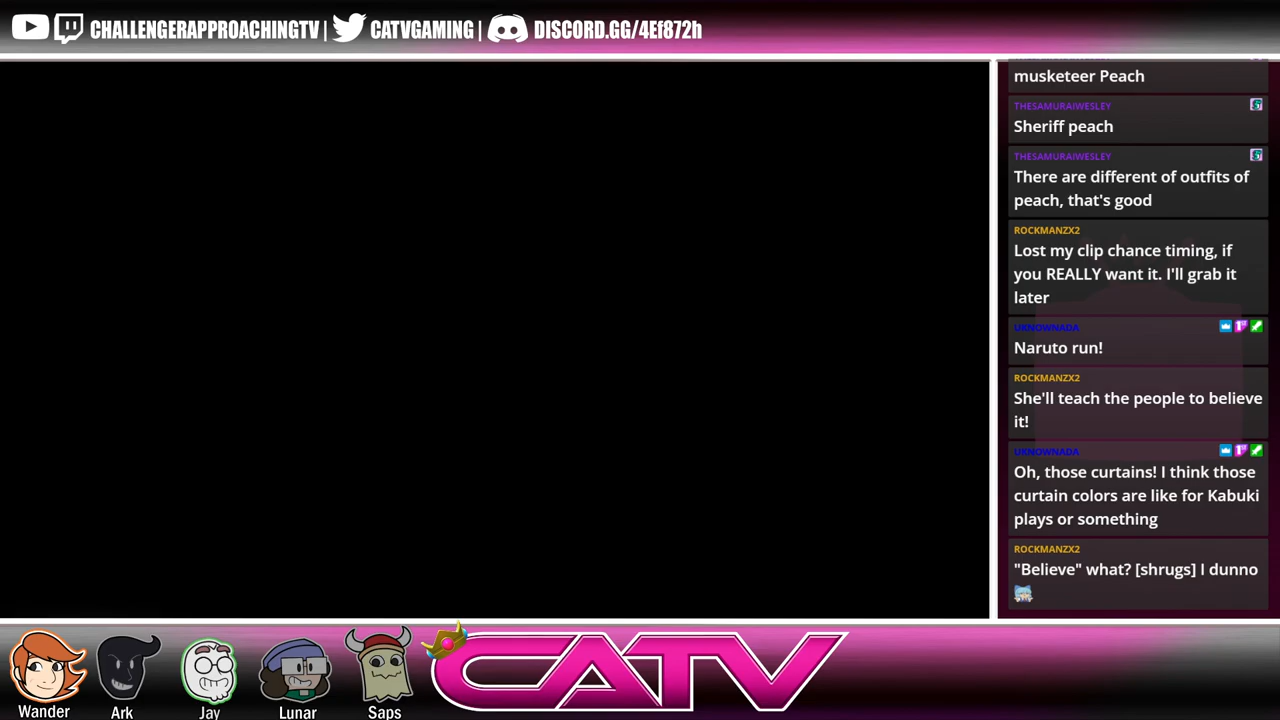 CHALLENGERAPPROACHINGTV | CATVGAMING | DISCORD.GG/4Ef872h
musketeer Peach
THESAMURAIWESLEY
Sheriff peach
THESAMURAIWESLEY
There are different of outfits of
peach, that's good
ROCKMANZX2
Lost my clip chance timing, if
you REALLY want it. I'll grab it
later
UKNOWNADA
Naruto run!
ROCKMANZX2
She'll teach the people to believe
it!
UKNOWNADA
Oh, those curtains! I think those
curtain colors are like for Kabuki
plays or something
ROCKMANZX2
"Believe" what? [shrugs] I dunno
Wander
Ark
Jay
Lunar
Saps
CATV